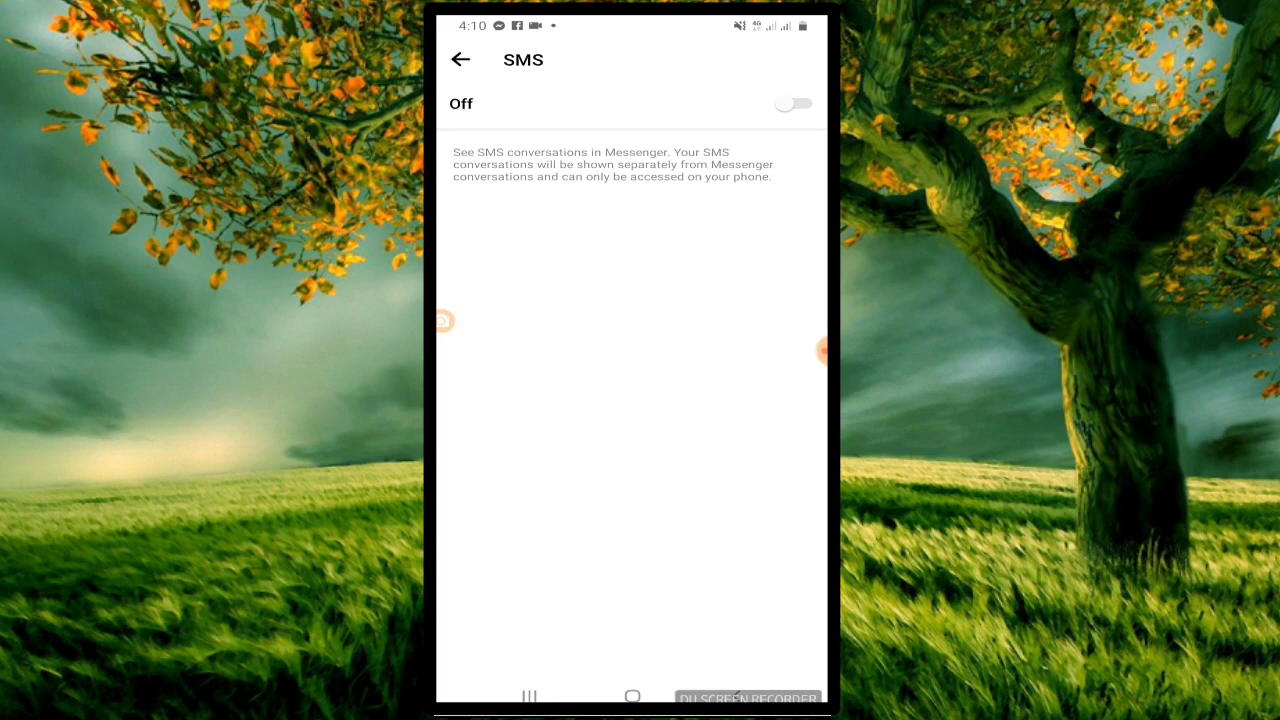 4:10
4G
SMS
Off
See SMS conversations in Messenger. Your SMS
conversations will be shown separately from Messenger
conversations and can only be accessed on your phone.
DU SCREEN RECORDER